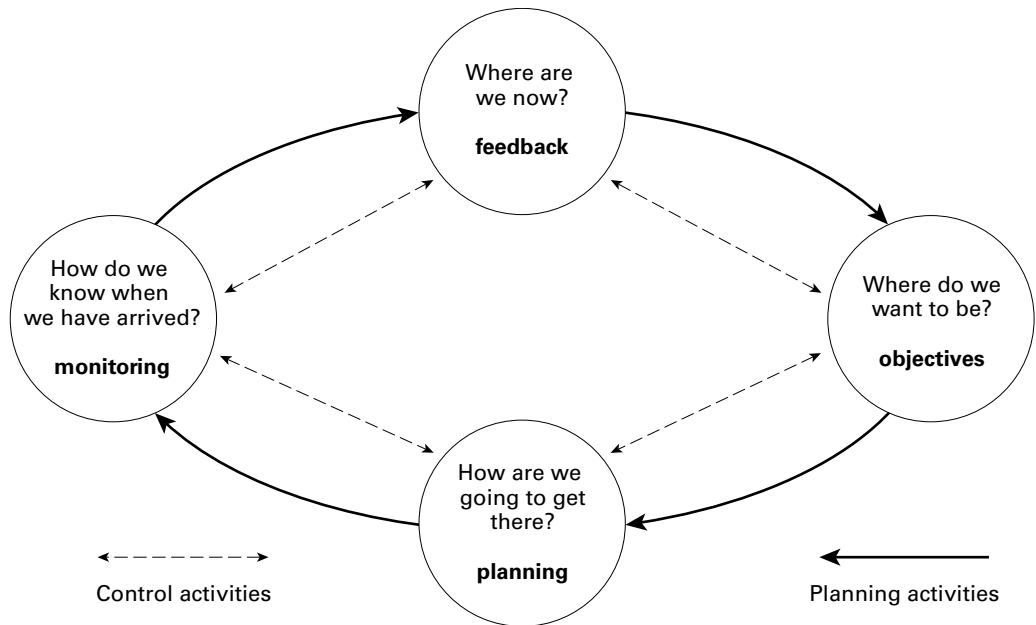 Where are
we now?
feedback
How do we
know when
we have arrived?
monitoring
Where do we
want to be?
objectives
How are we
going to get
there?
planning
Control activities
Planning activities